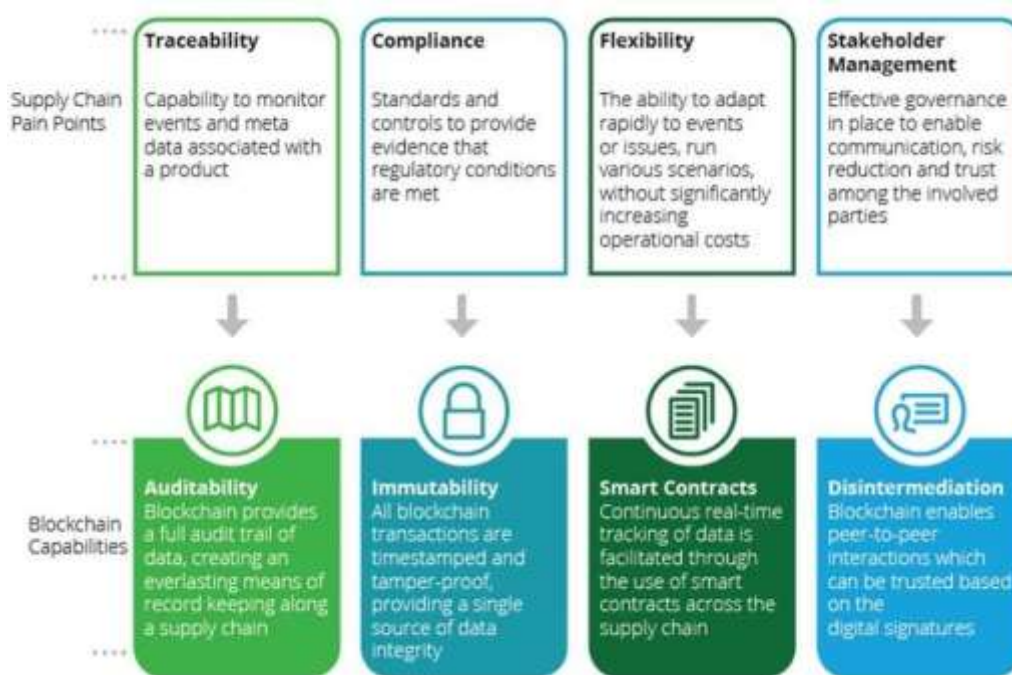 Traceability
Capability to monitor
events and meta
data associated with
a product
Compliance
Standards and
controls to provide
evidence that
regulatory conditions
are met
Flexibility
The ability to adapt
rapidly to events
or issues, run
various scenarios,
without significantly
increasing
operational costs
Stakeholder
Management
Effective governance
in place to enable
communication, risk
reduction and trust
among the involved
parties
Supply Chain
Pain Points
Auditability
Blockchain provides
a full audit trail of
data, creating an
everlasting means of
record keeping along
a supply chain
Immutability
All blockchain
transactions are
timestamped and
tamper-proof,
providing a single
source of data
integrity
Smart Contracts
Continuous real-time
tracking of data is
facilitated through
the use of smart
contracts across the
supply chain
Disintermediation
Blockchain enables
peer-to-peer
interactions which
can be trusted based
on the
digital signatures
Blockchain
Capabilities